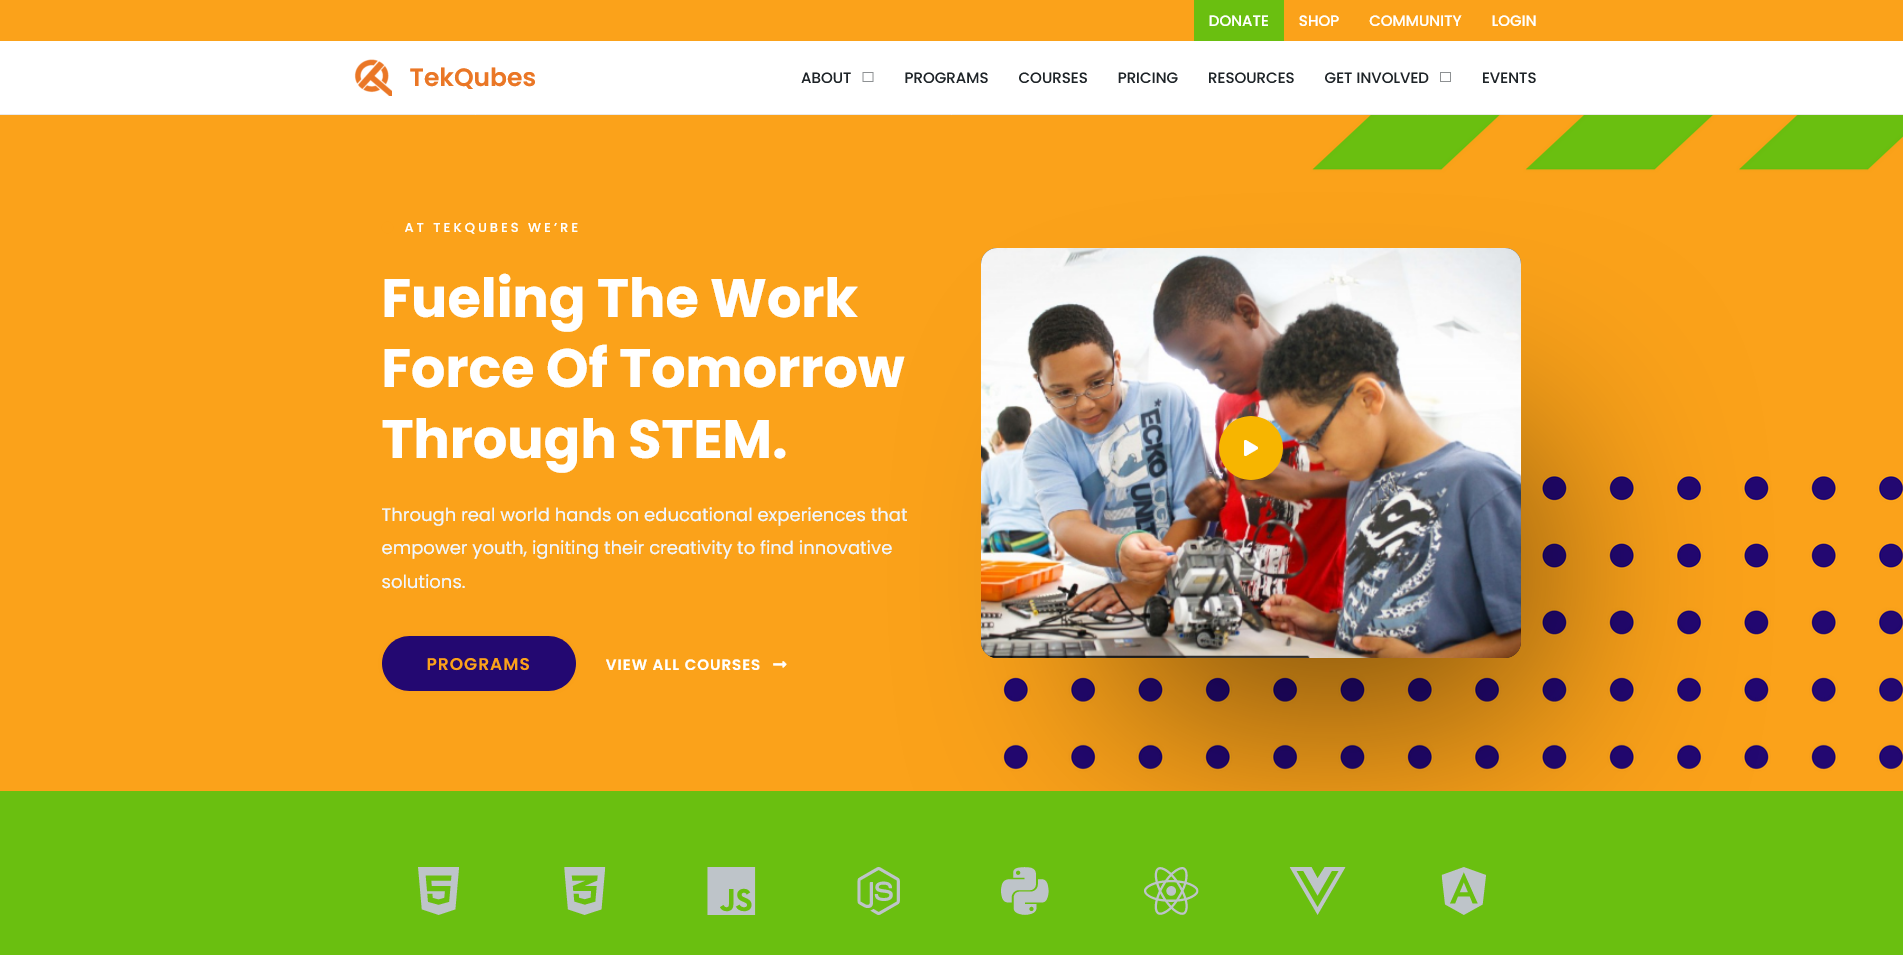 DONATE SHOP COMMUNITY LOGIN
TekQubes
ABOUT PROGRAMS COURSES PRICING RESOURCES GET INVOLVED EVENTS
AT TEKQUBES WE'RE
Fueling The Work
Force Of Tomorrow
Through STEM.
Through real world hands on educational experiences that
empower youth, igniting their creativity to find innovative
solutions.
PROGRAMS VIEW ALL COURSES →
ECKO
UN
5 3 JS JS A